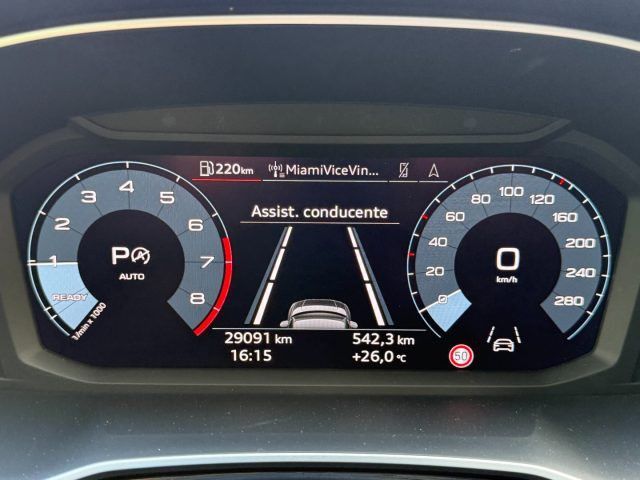 220km
MiamiViceVin...
Assist. conducente
1 2 3 4 5 6 7 8
P A
AUTO
READY
1/min x 1000
0 20 40 60 80 100 120 160 200 240 280
0
km/h
29091 km
542,3 km
16:15
+26,0 °C
50